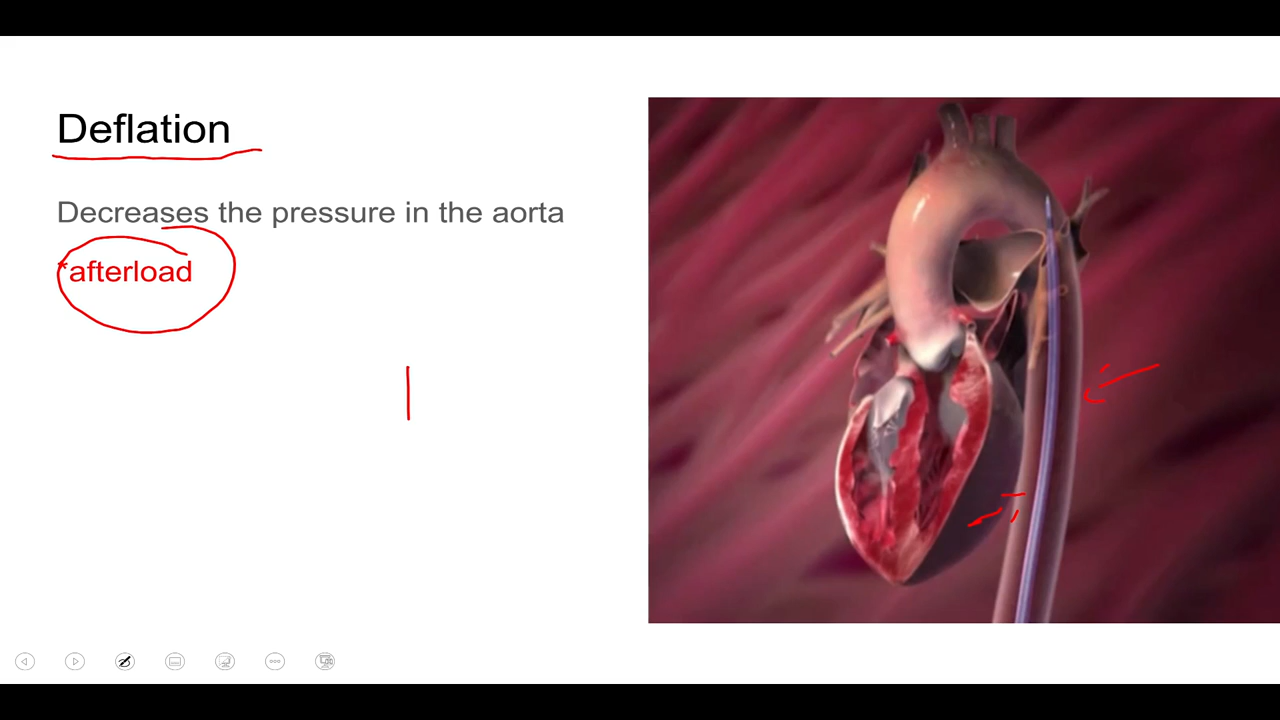 Deflation
Decreases the pressure in the aorta
*afterload